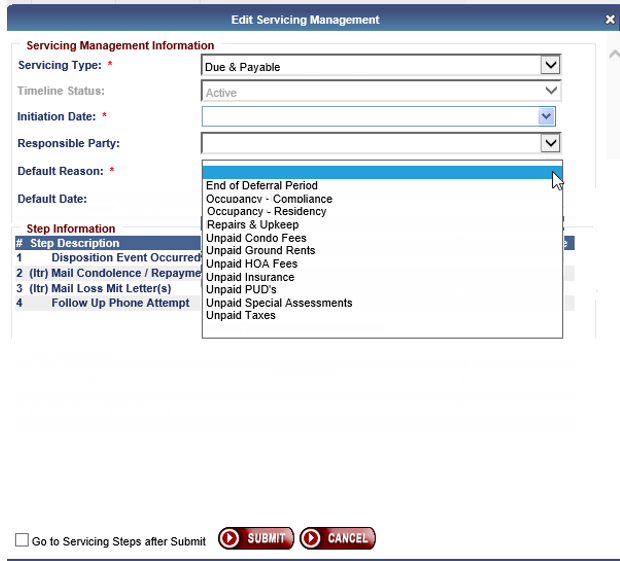 Edit Servicing Management
Servicing Management Information
Servicing Type: * Due & Payable
Timeline Status: Active
Initiation Date: *
Responsible Party:
Default Reason: *
End of Deferral Period
Default Date:
Occupancy - Compliance
Occupancy - Residency
Repairs & Upkeep
Unpaid Condo Fees
Unpaid Ground Rents
Unpaid HOA Fees
Unpaid Insurance
Unpaid PUD's
Unpaid Special Assessments
Unpaid Taxes
Step Information
# Step Description
1 Disposition Event Occurred
2 (ltr) Mail Condolence / Repayme
3 (ltr) Mail Loss Mit Letter(s)
4 Follow Up Phone Attempt
Go to Servicing Steps after Submit SUBMIT CANCEL